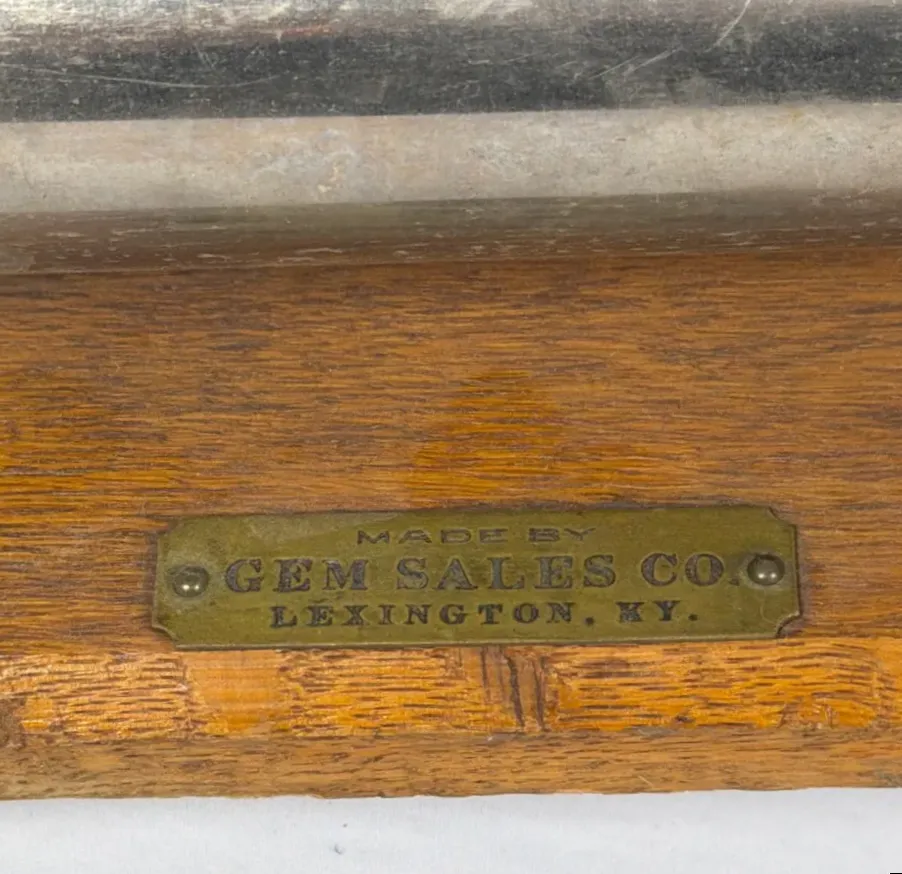 MADE BY
GEM SALES CO.
LEXINGTON, KY.